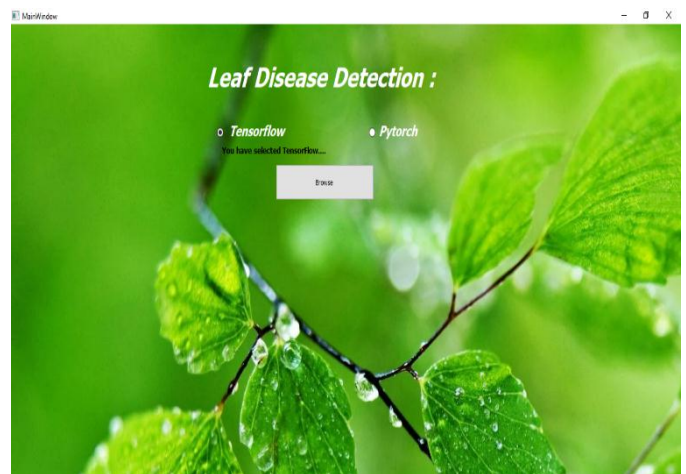 MainWindow
Leaf Disease Detection :
Tensorflow
Pytorch
You have selected TensorFlow....
Browse